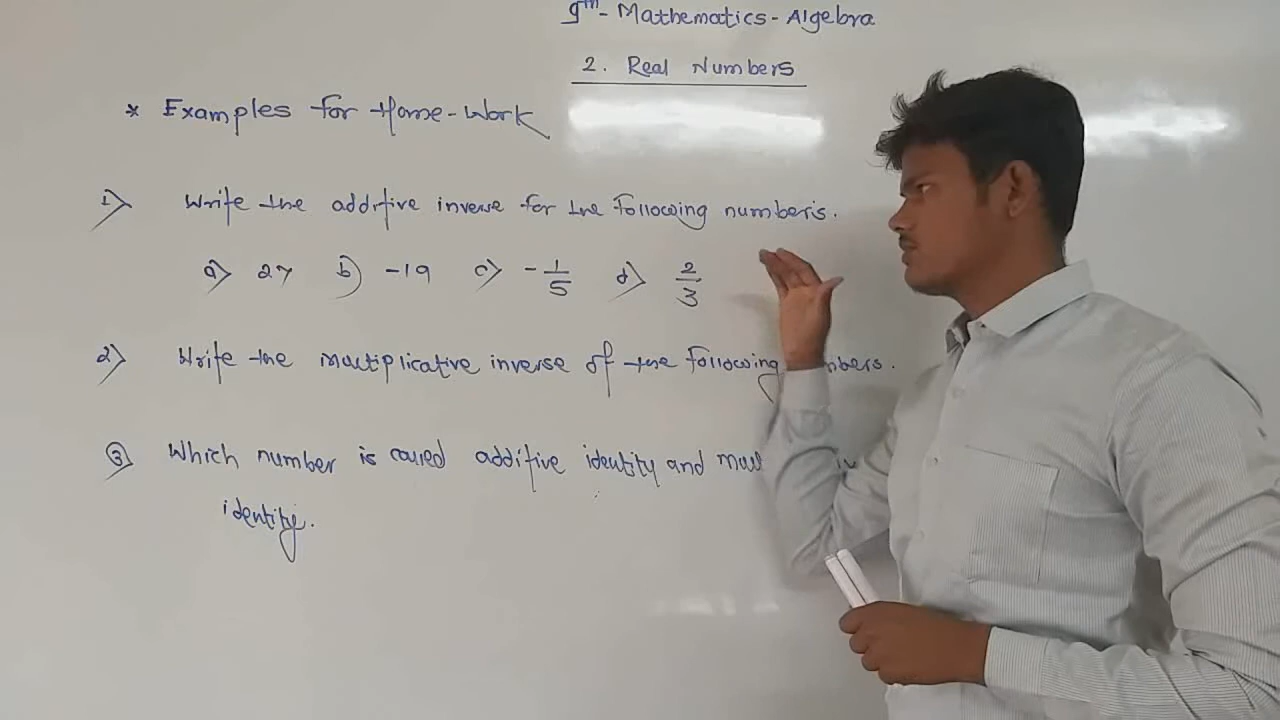 9th - Mathematics - Algebra
2. Real Numbers
* Examples for Home-Work
1) Write the additive inverse for the following numbers.
a) 27 b) -19 c) -1/5 d) 2/3
2) Write the multiplicative inverse of the following mbers.
3) Which number is called additive identity and mul
identity.